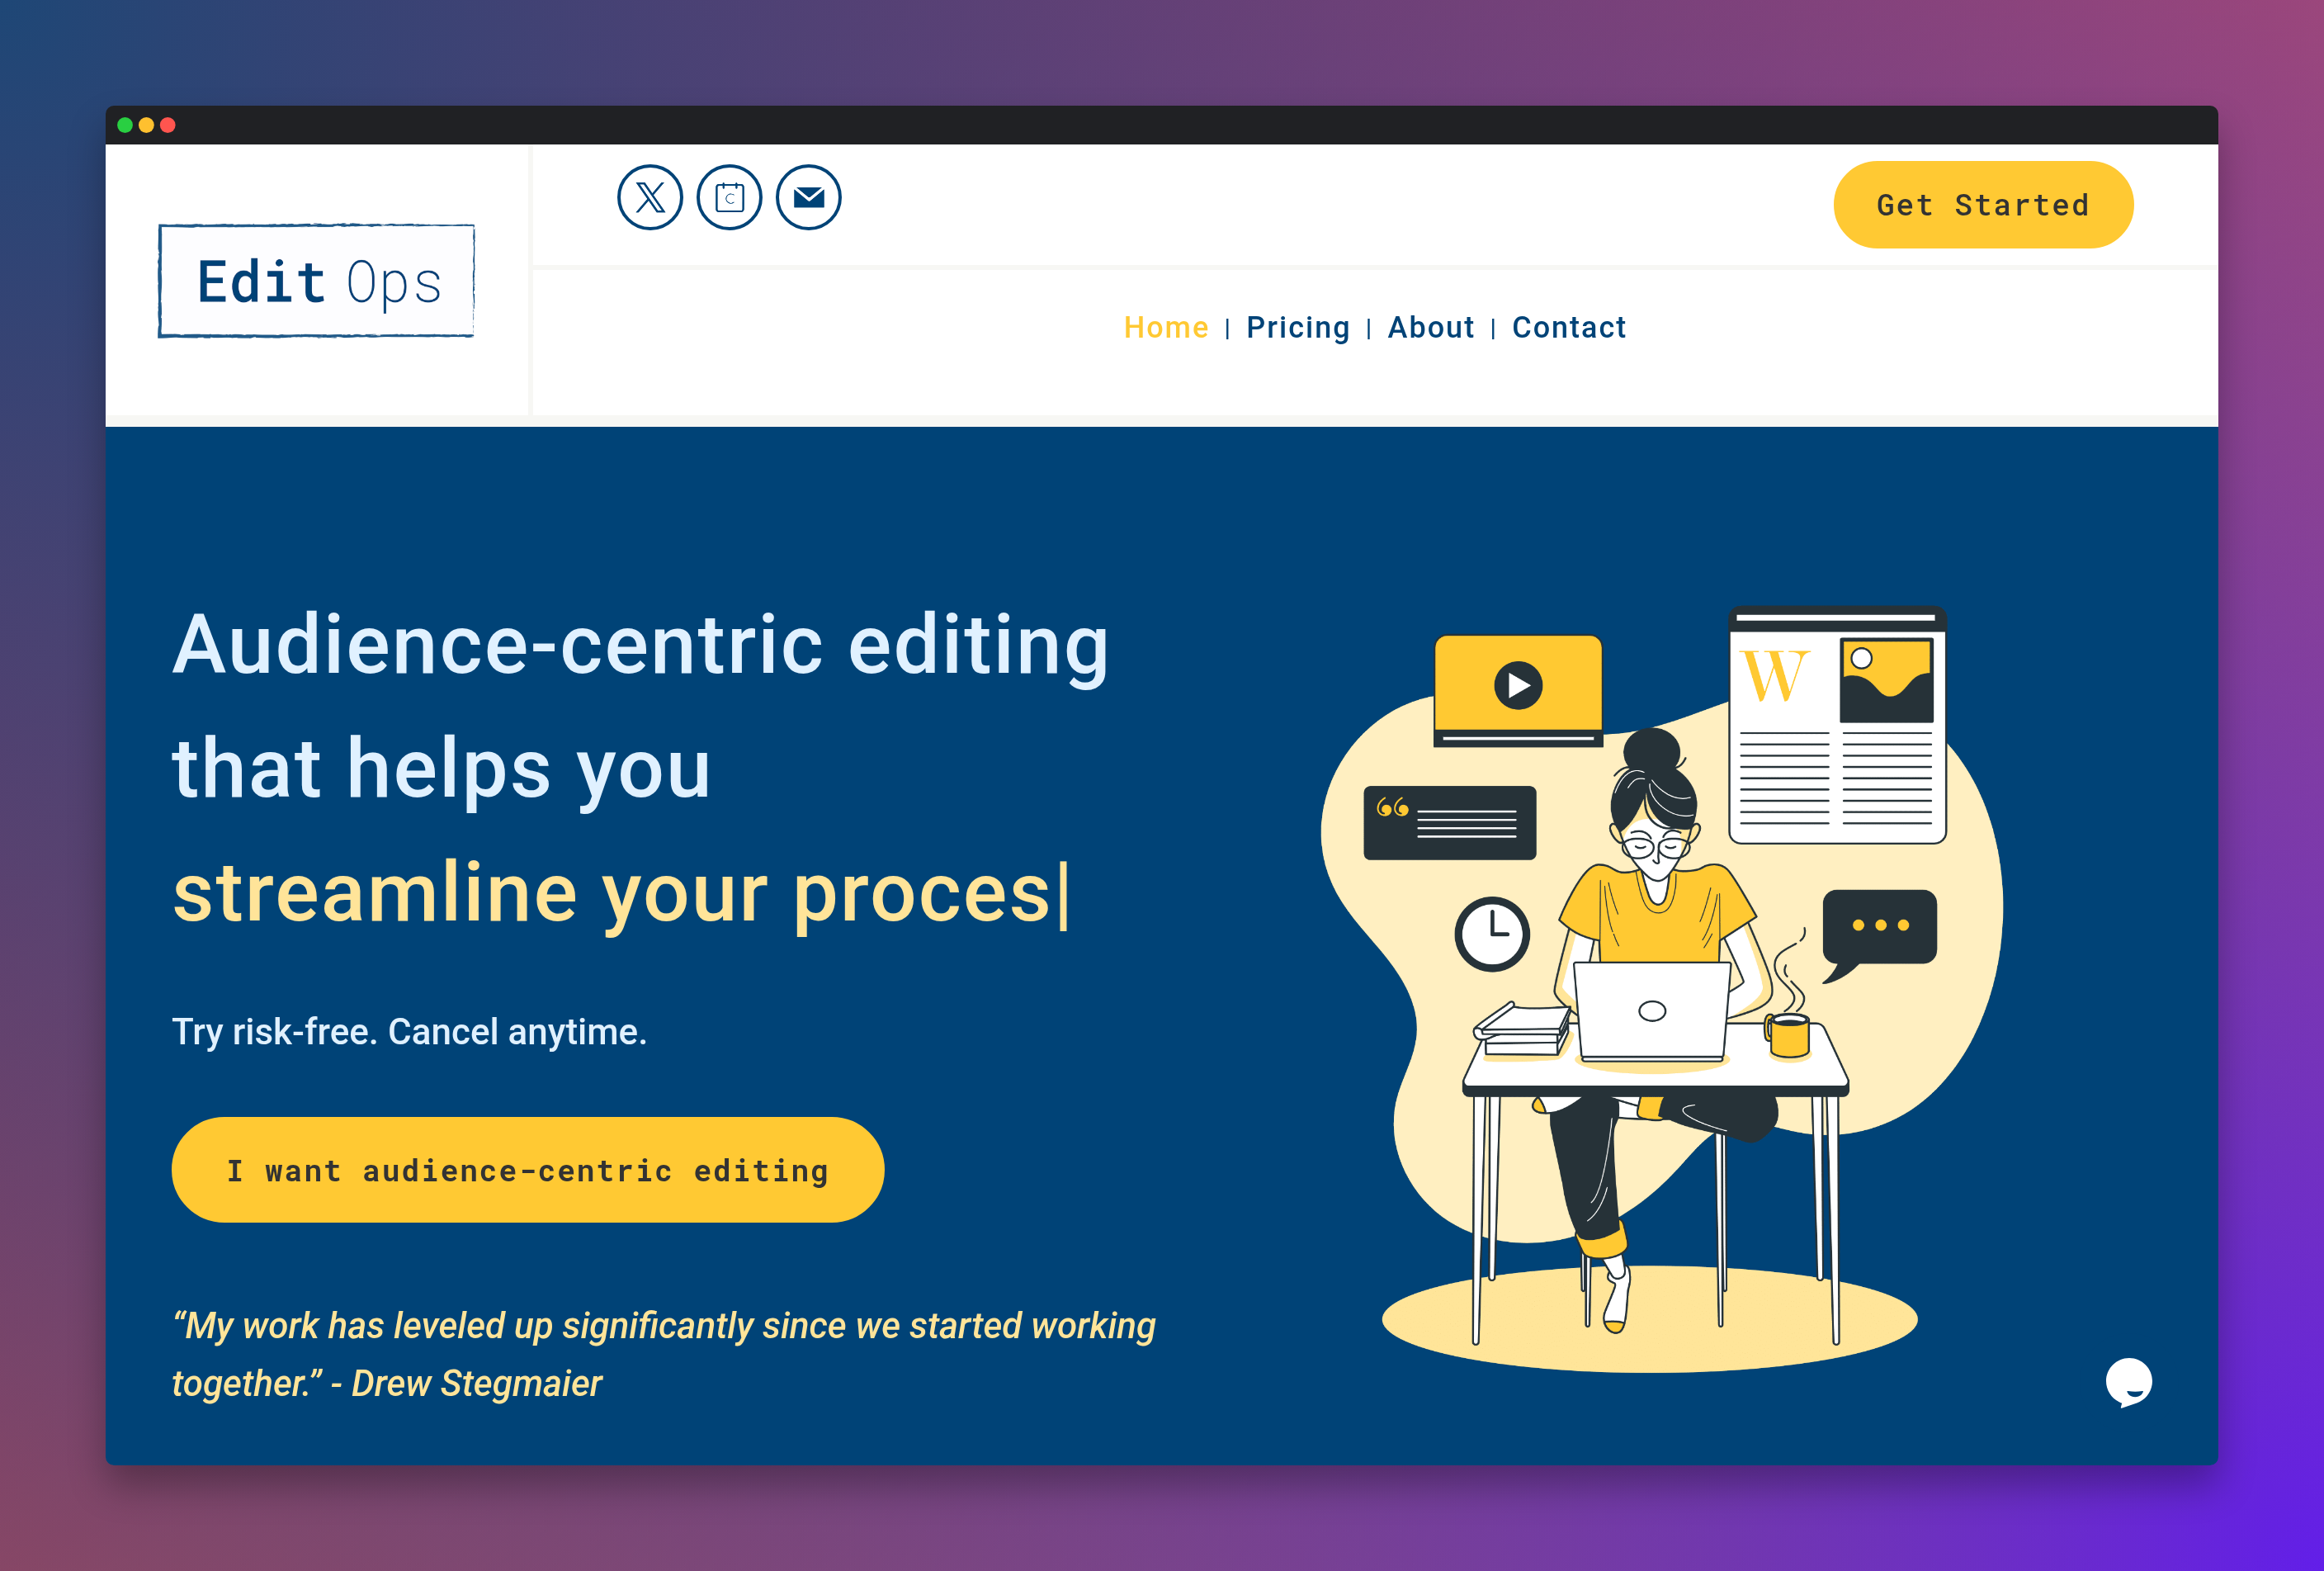 Edit Ops
Get Started
Home | Pricing | About | Contact
Audience-centric editing
that helps you
streamline your proces|
Try risk-free. Cancel anytime.
I want audience-centric editing
“My work has leveled up significantly since we started working
together.” - Drew Stegmaier
W
“